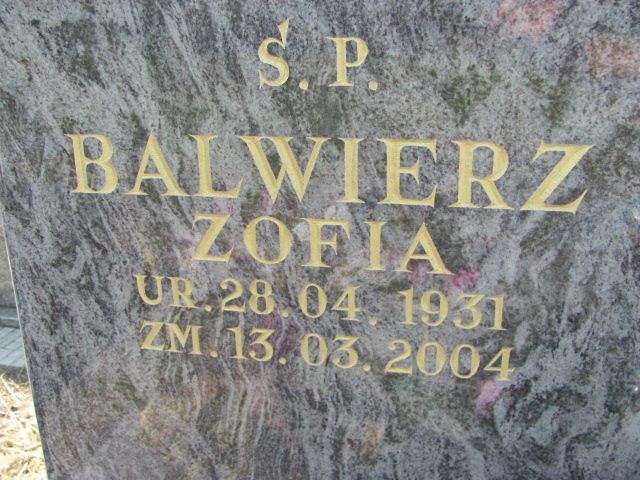 Ś.P.
BALWIERZ
ZOFIA
UR. 28.04.1931
ZM. 13.03.2004